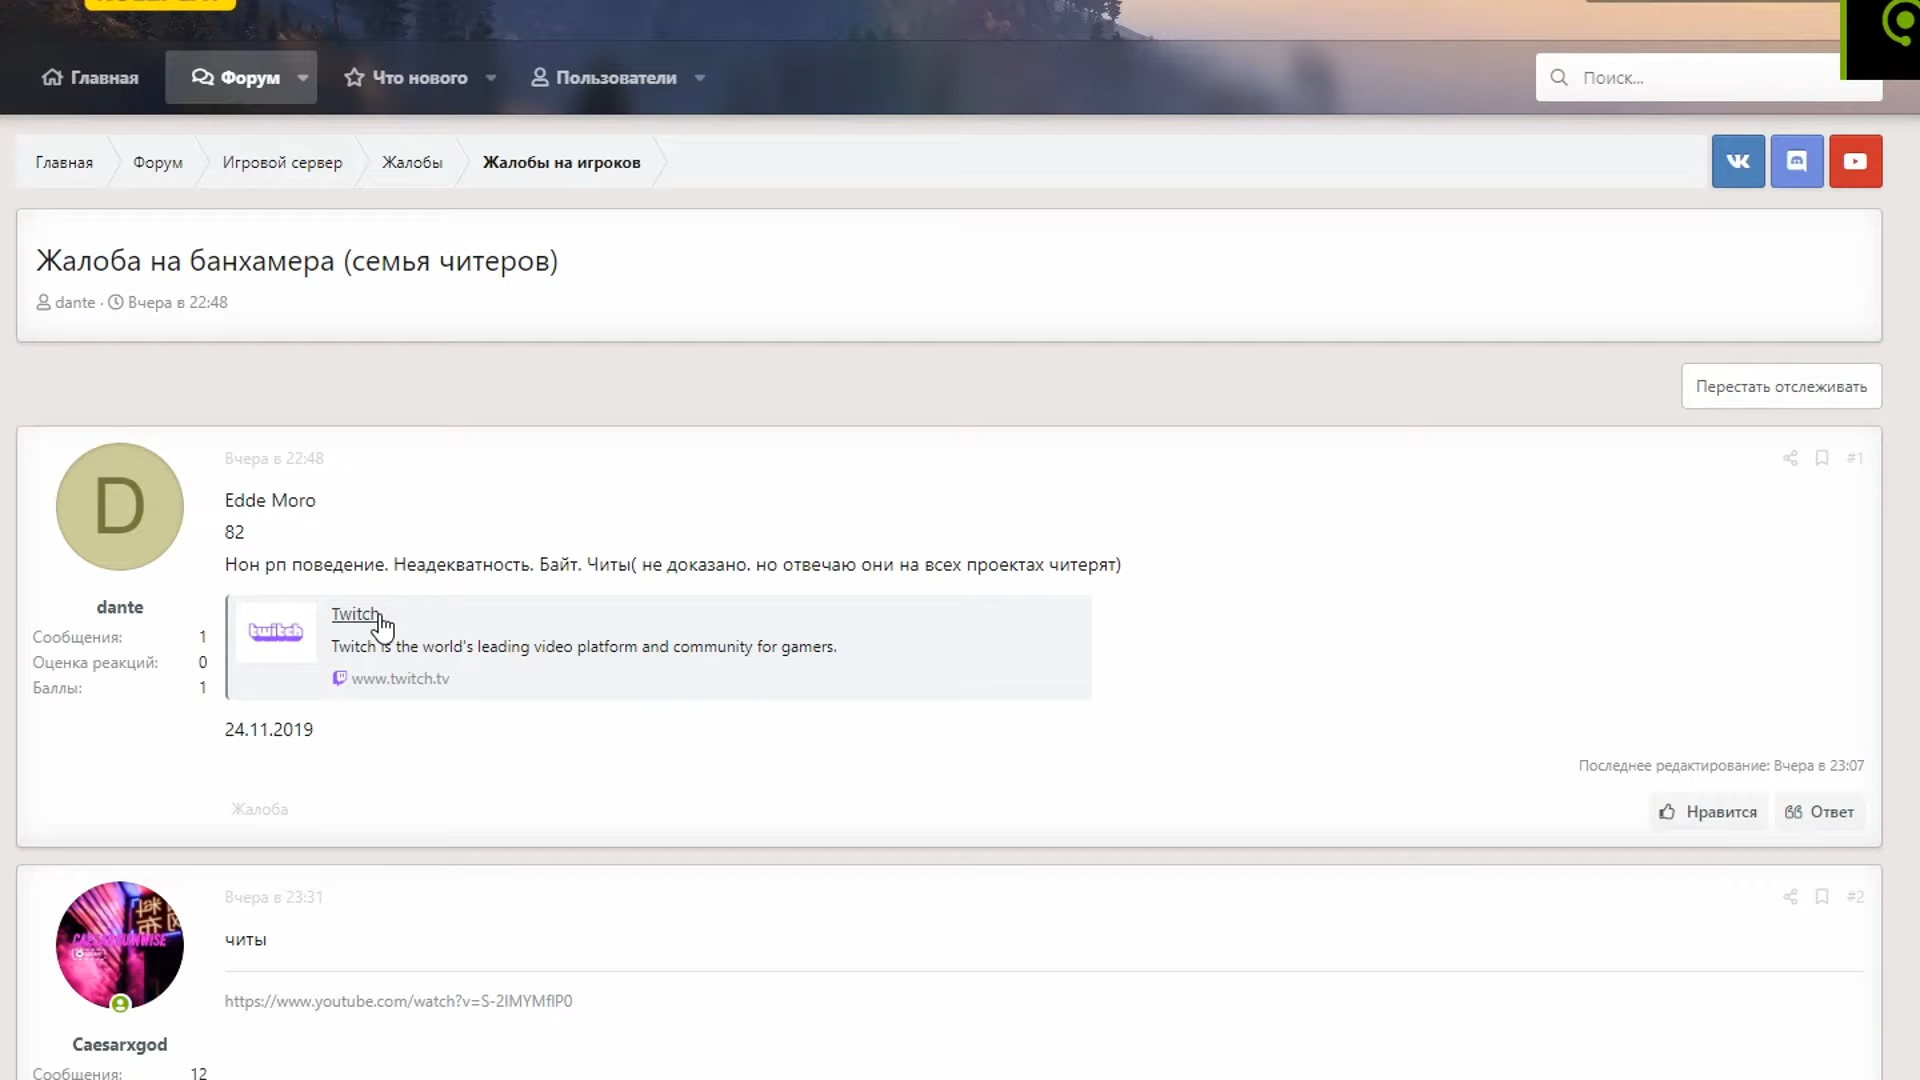 Главная
Форум
Что нового
Пользователи
Поиск...
Главная
Форум
Игровой сервер
Жалобы
Жалобы на игроков
Жалоба на банхамера (семья читеров)
dante · Вчера в 22:48
Перестать отслеживать
D
dante
Сообщения: 1
Оценка реакций: 0
Баллы: 1
Вчера в 22:48
#1
Edde Moro
82
Нон рп поведение. Неадекватность. Байт. Читы( не доказано. но отвечаю они на всех проектах читерят)
twitch
Twitch
Twitch is the world's leading video platform and community for gamers.
www.twitch.tv
24.11.2019
Последнее редактирование: Вчера в 23:07
Жалоба
Нравится
Ответ
Caesarxgod
Сообщения: 12
Вчера в 23:31
#2
читы
https://www.youtube.com/watch?v=S-2IMYMflP0